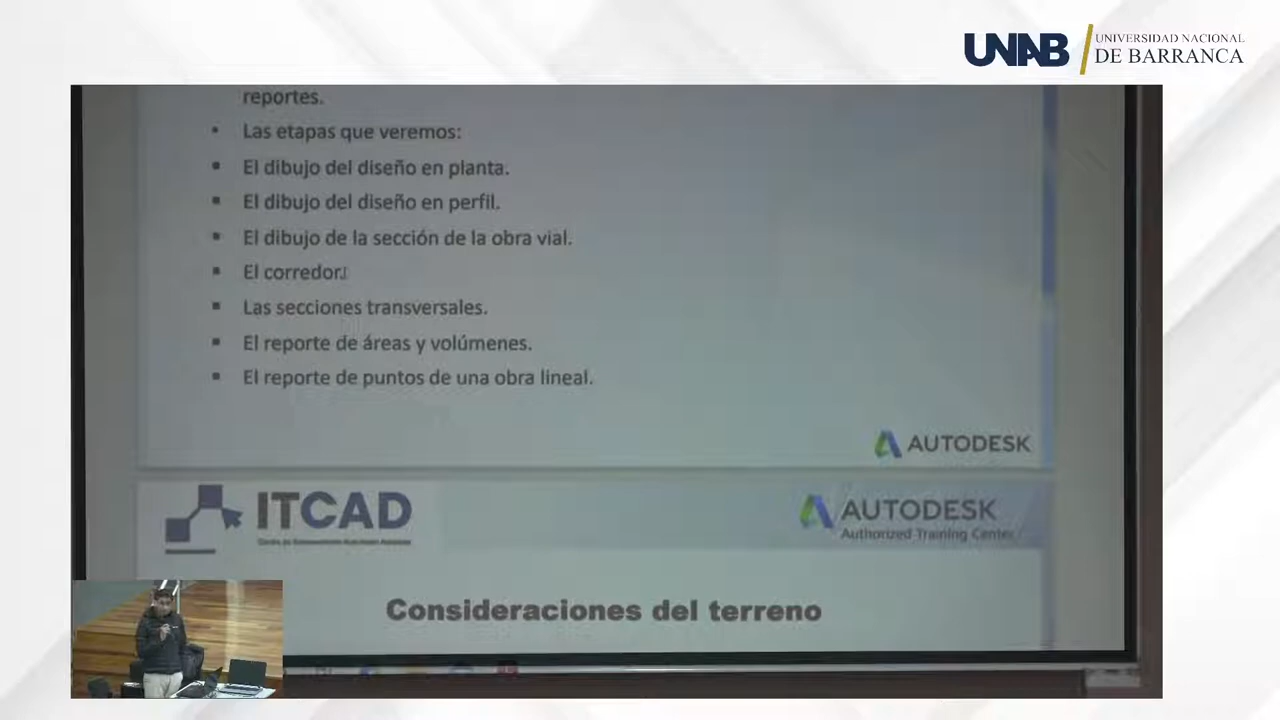 UNAB
UNIVERSIDAD NACIONAL
DE BARRANCA
reportes.
Las etapas que veremos:
El dibujo del diseño en planta.
El dibujo del diseño en perfil.
El dibujo de la sección de la obra vial.
El corredor.
Las secciones transversales.
El reporte de áreas y volúmenes.
El reporte de puntos de una obra lineal.
AUTODESK
ITCAD
AUTODESK
Authorized Training Center
Consideraciones del terreno